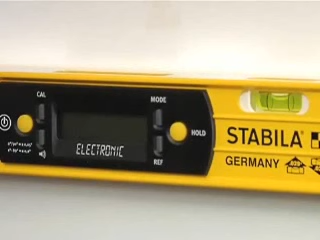 CAL
MODE
HOLD
REF
ELECTRONIC
STABILA
GERMANY